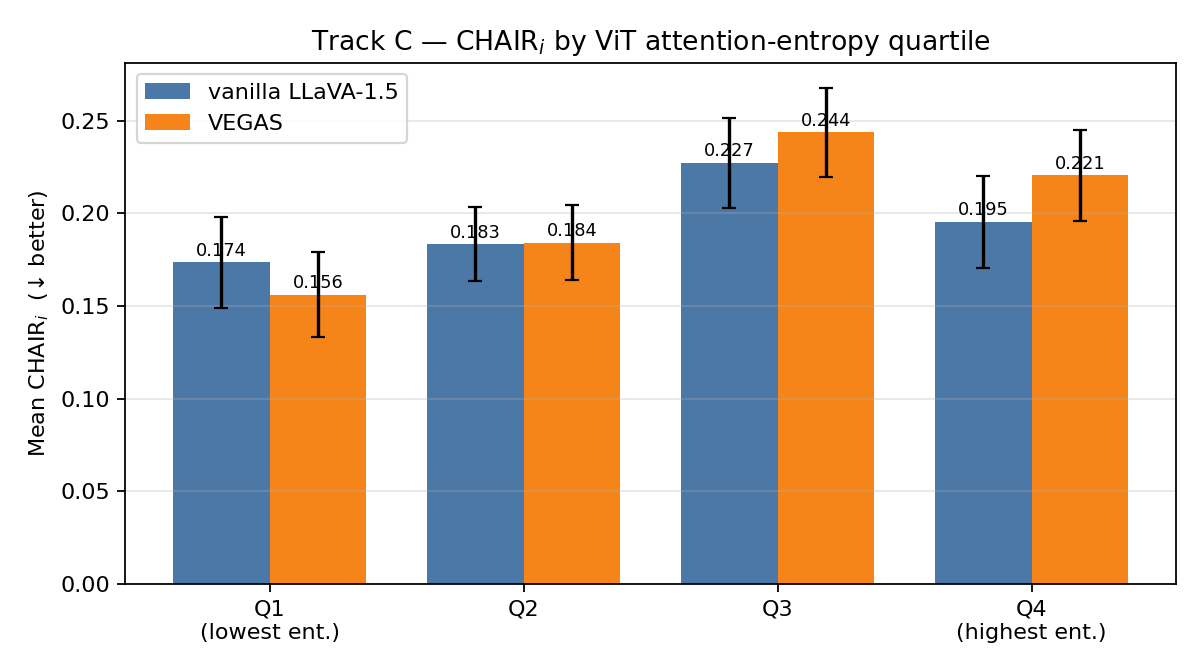 Track C — CHAIRᵢ by ViT attention-entropy quartile
vanilla LLaVA-1.5
VEGAS
Mean CHAIRᵢ (↓ better)
0.25
0.20
0.15
0.10
0.05
0.00
0.174
0.156
0.183
0.184
0.227
0.244
0.195
0.221
Q1
(lowest ent.)
Q2
Q3
Q4
(highest ent.)